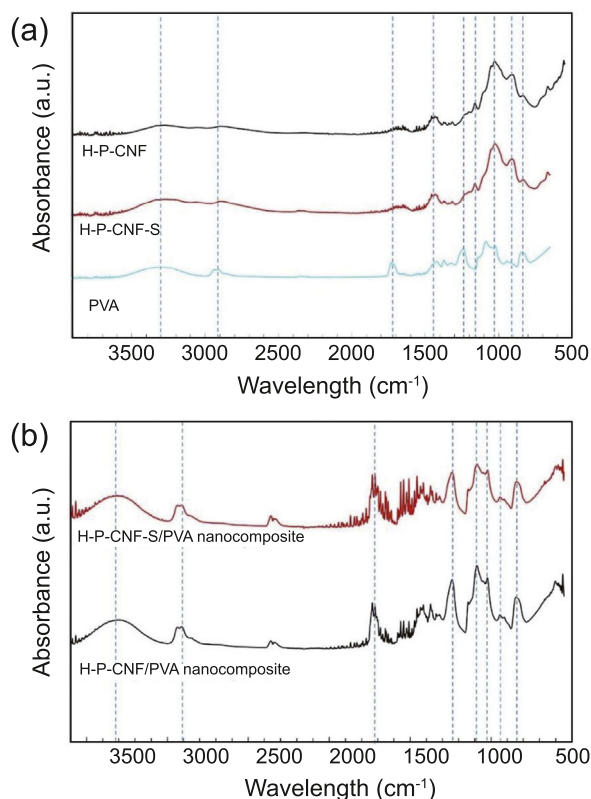 (a)
Absorbance (a.u.)
H-P-CNF
H-P-CNF-S
PVA
3500 3000 2500 2000 1500 1000 500
Wavelength (cm-1)
(b)
Absorbance (a.u.)
H-P-CNF-S/PVA nanocomposite
H-P-CNF/PVA nanocomposite
3500 3000 2500 2000 1500 1000 500
Wavelength (cm-1)